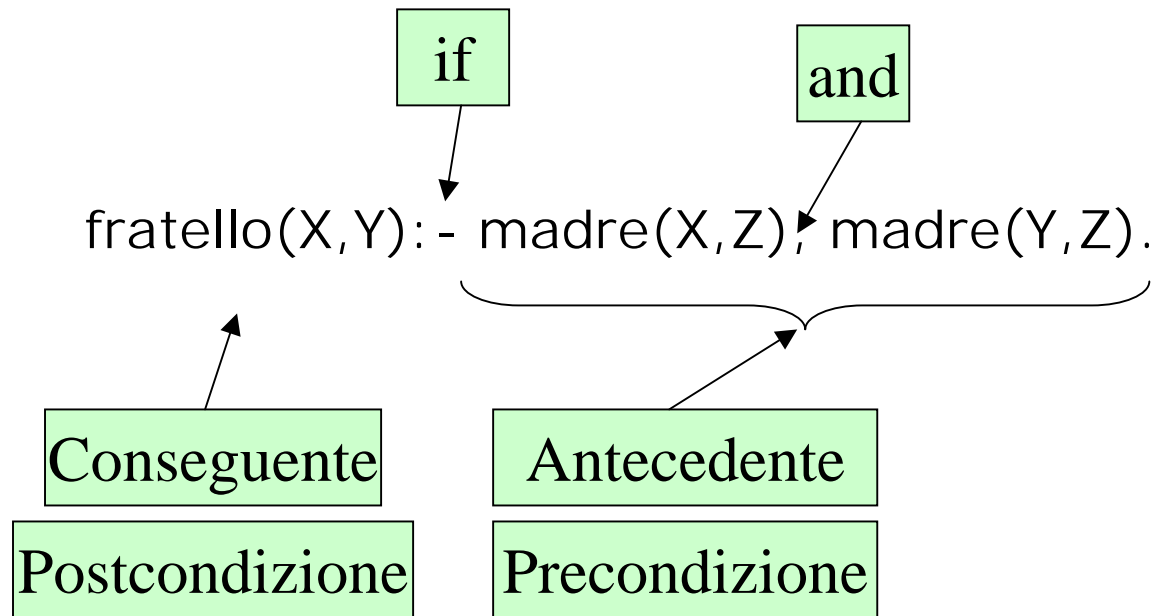 if
and
fratello(X,Y):- madre(X,Z), madre(Y,Z).
Conseguente
Antecedente
Postcondizione
Precondizione